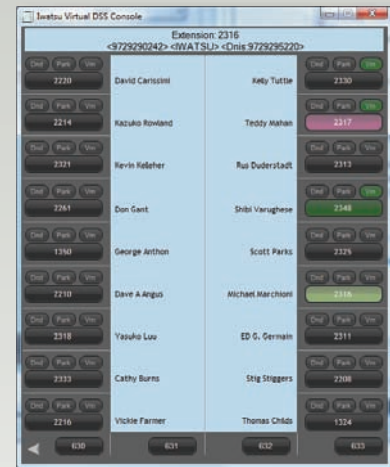 Iwatsu Virtual DSS Console
Extension: 2316
<9729290242> <IWATSU> <Dnis:9729295220>
Dnd Park Vm David Carissimi Kelly Tuttle Dnd Park Vm
2220 2330
Dnd Park Vm Kazuko Rowland Teddy Mahan Dnd Park Vm
2214 2317
Dnd Park Vm Kevin Kelleher Rus Duderstadt Dnd Park Vm
2321 2313
Dnd Park Vm Don Gant Shibi Varughese Dnd Park Vm
2261 2348
Dnd Park Vm George Anthon Scott Parks Dnd Park Vm
1350 2325
Dnd Park Vm Dave A Angus Michael Marchioni Dnd Park Vm
2210 2316
Dnd Park Vm Yasuko Luu ED G. Germain Dnd Park Vm
2318 2311
Dnd Park Vm Cathy Burns Stig Stiggers Dnd Park Vm
2333 2208
Dnd Park Vm Vickie Farmer Thomas Childs Dnd Park Vm
2216 1324
630 631 632 633